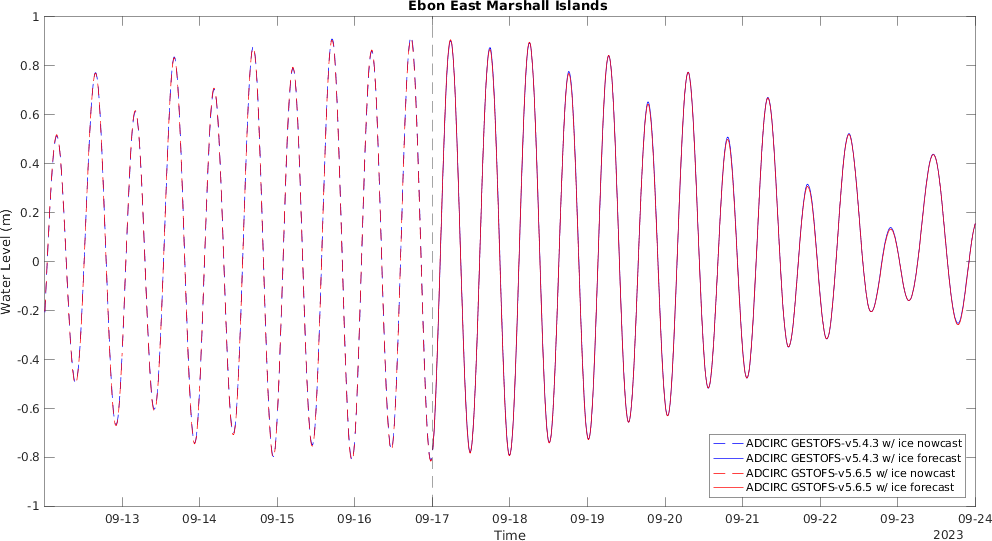 Ebon East Marshall Islands
1
0.8
0.6
0.4
0.2
0
-0.2
-0.4
-0.6
-0.8
-1
Water Level (m)
09-13 09-14 09-15 09-16 09-17 09-18 09-19 09-20 09-21 09-22 09-23 09-24
Time
2023
ADCIRC GESTOFS-v5.4.3 w/ ice nowcast
ADCIRC GESTOFS-v5.4.3 w/ ice forecast
ADCIRC GSTOFS-v5.6.5 w/ ice nowcast
ADCIRC GSTOFS-v5.6.5 w/ ice forecast